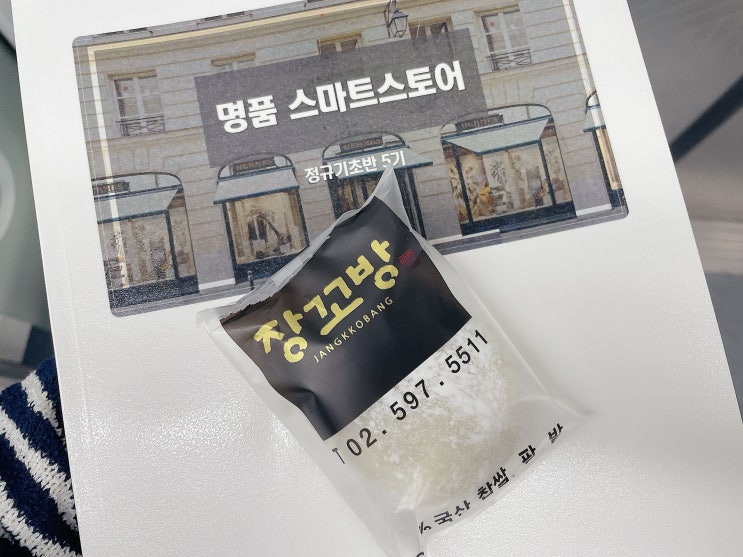 명품 스마트스토어
정규기초반 5기
창꼬방
JANGKKOBANG
T 02.597.5511
국산 찹쌀, 팥